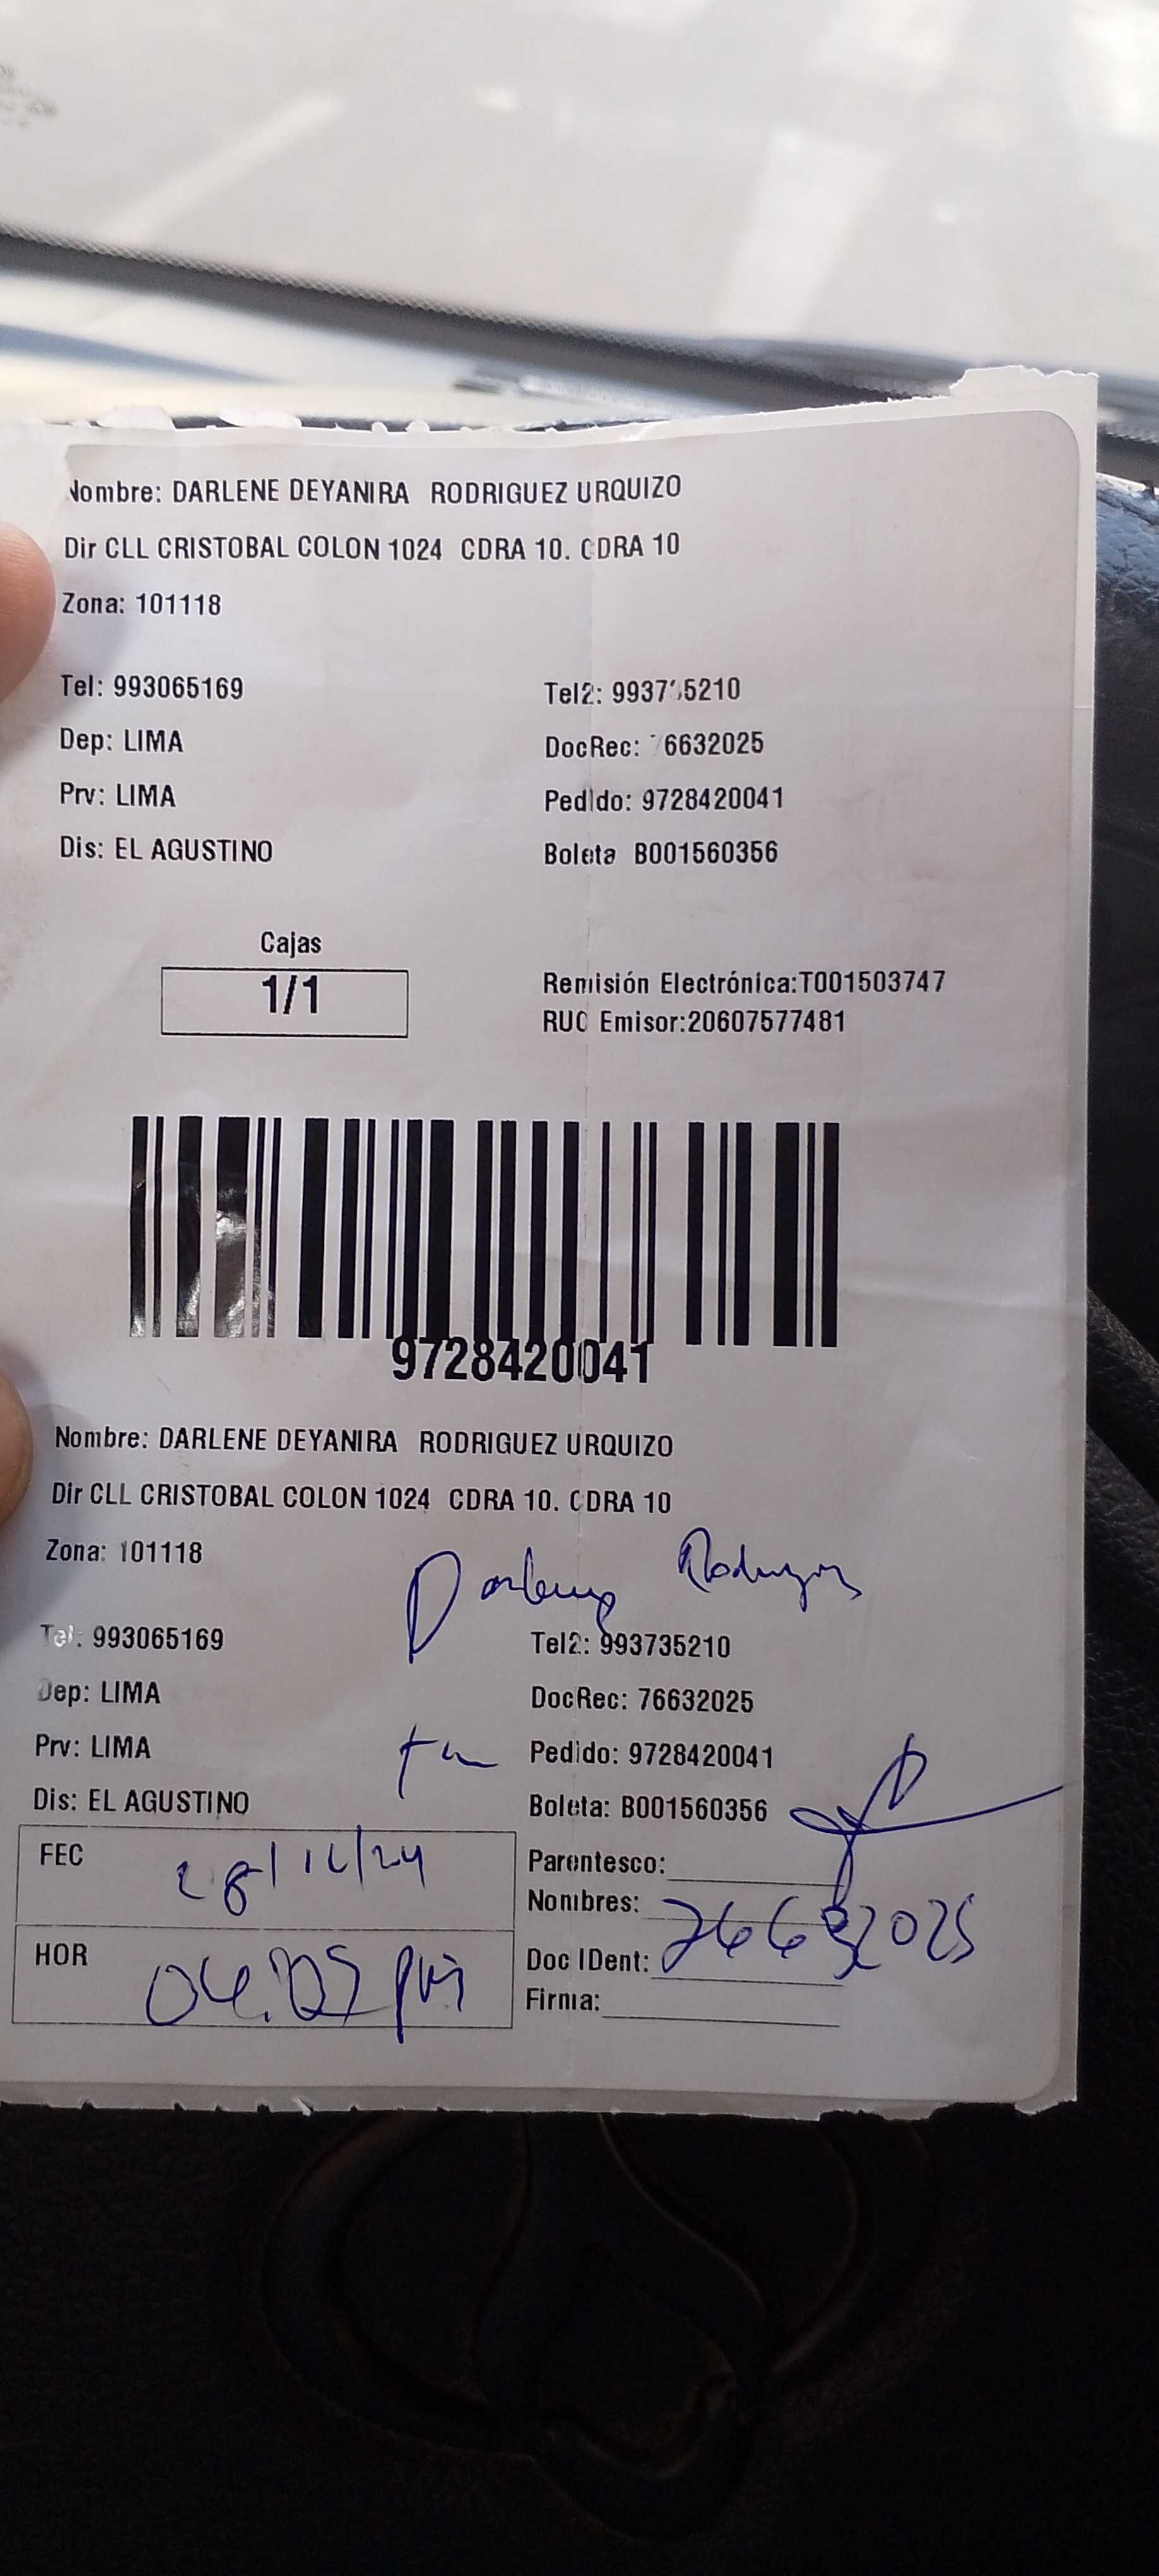 Nombre: DARLENE DEYANIRA RODRIGUEZ URQUIZO
Dir CLL CRISTOBAL COLON 1024 CDRA 10. CDRA 10
Zona: 101118
Tel: 993065169 Tel2: 9937 5210
Dep: LIMA DocRec: 76632025
Prv: LIMA Pedido: 9728420041
Dis: EL AGUSTINO Boleta B001560356
Cajas
1/1
Remisión Electrónica:T001503747
RUC Emisor:20607577481
9728420041
Nombre: DARLENE DEYANIRA RODRIGUEZ URQUIZO
Dir CLL CRISTOBAL COLON 1024 CDRA 10. CDRA 10
Zona: 101118
Tel: 993065169 Tel2: 993735210
Dep: LIMA DocRec: 76632025
Prv: LIMA Pedido: 9728420041
Dis: EL AGUSTINO Boleta: B001560356
FEC Parentesco:
Nombres:
HOR Doc IDent: 76632025
Firma: